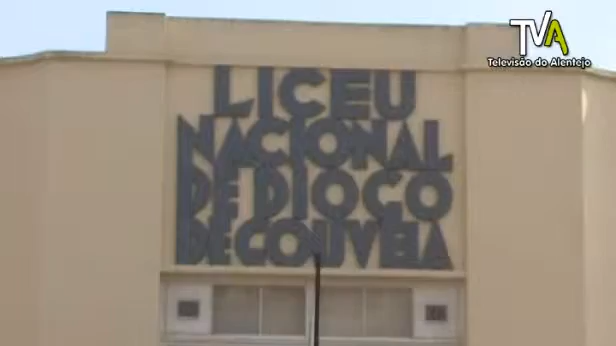 TVA
Televisão do Alentejo
LICEU
NACIONAL
DE DIOGO
DE GOUVEIA